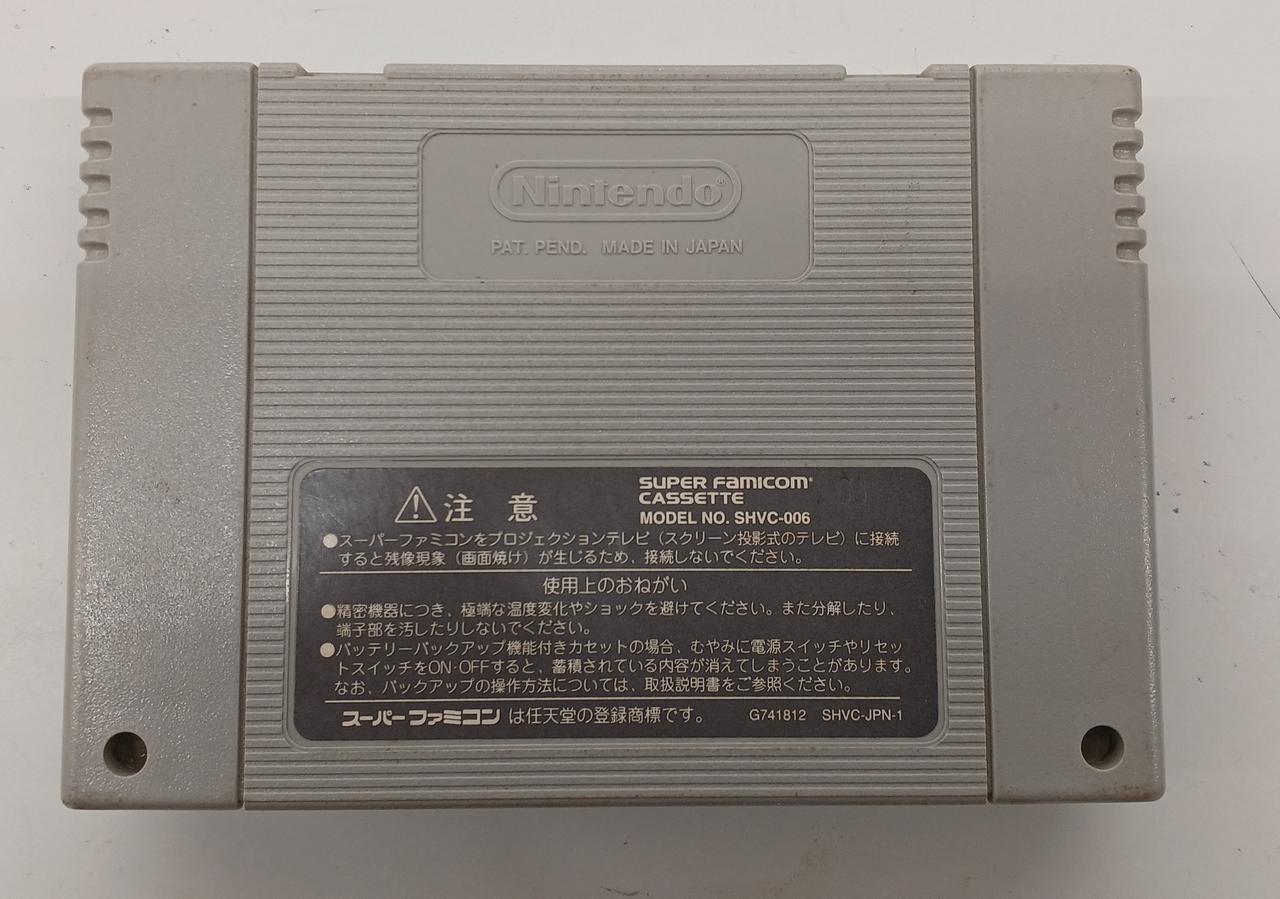 Nintendo®
PAT. PEND. MADE IN JAPAN
注 意
SUPER FAMICOM®
CASSETTE
MODEL NO. SHVC-006
●スーパーファミコンをプロジェクションテレビ（スクリーン投影式のテレビ）に接続
すると残像現象（画面焼け）が生じるため、接続しないでください。
使用上のおねがい
●精密機器につき、極端な温度変化やショックを避けてください。また分解したり、
端子部を汚したりしないでください。
●バッテリーバックアップ機能付きカセットの場合、むやみに電源スイッチやリセッ
トスイッチをON·OFFすると、蓄積されている内容が消えてしまうことがあります。
なお、バックアップの操作方法については、取扱説明書をご参照ください。
スーパーファミコン は任天堂の登録商標です。 G741812 SHVC-JPN-1